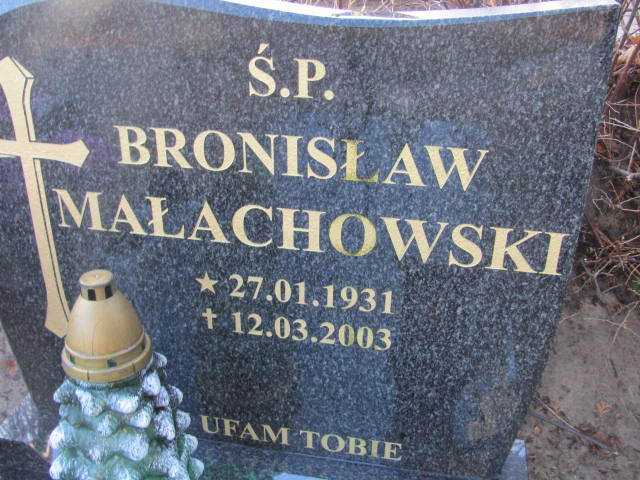 Ś.P.
BRONISŁAW
MAŁACHOWSKI
★ 27.01.1931
✝ 12.03.2003
UFAM TOBIE